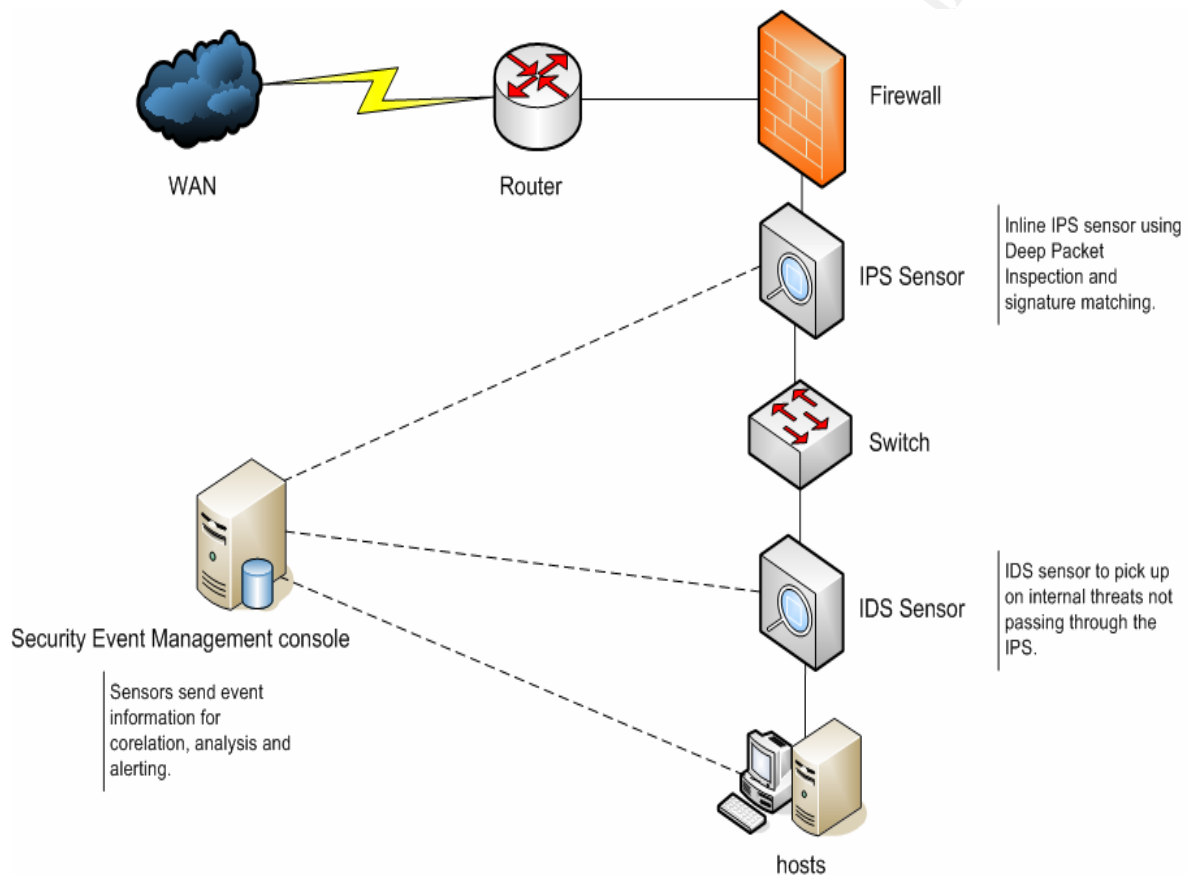 WAN
Router
Firewall
IPS Sensor
Inline IPS sensor using
Deep Packet
Inspection and
signature matching.
Switch
IDS Sensor
IDS sensor to pick up
on internal threats not
passing through the
IPS.
Security Event Management console
Sensors send event
information for
corelation, analysis and
alerting.
hosts